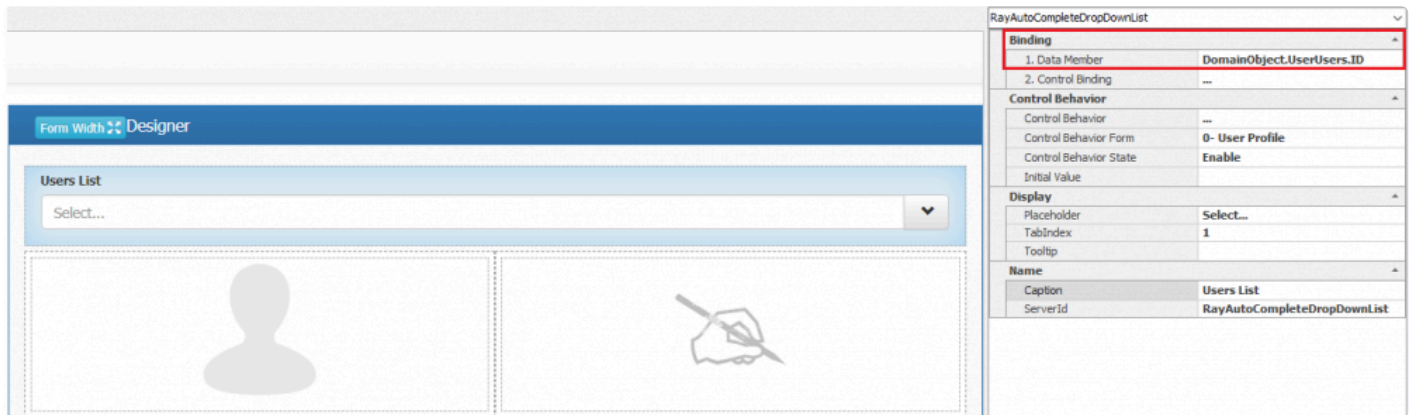 RayAutoCompleteDropDownList
Binding
1. Data Member DomainObject.UserUsers.ID
2. Control Binding ...
Control Behavior
Control Behavior ...
Control Behavior Form 0- User Profile
Control Behavior State Enable
Initial Value
Display
Placeholder Select...
TabIndex 1
Tooltip
Name
Caption Users List
ServerId RayAutoCompleteDropDownList
Form Width Designer
Users List
Select...